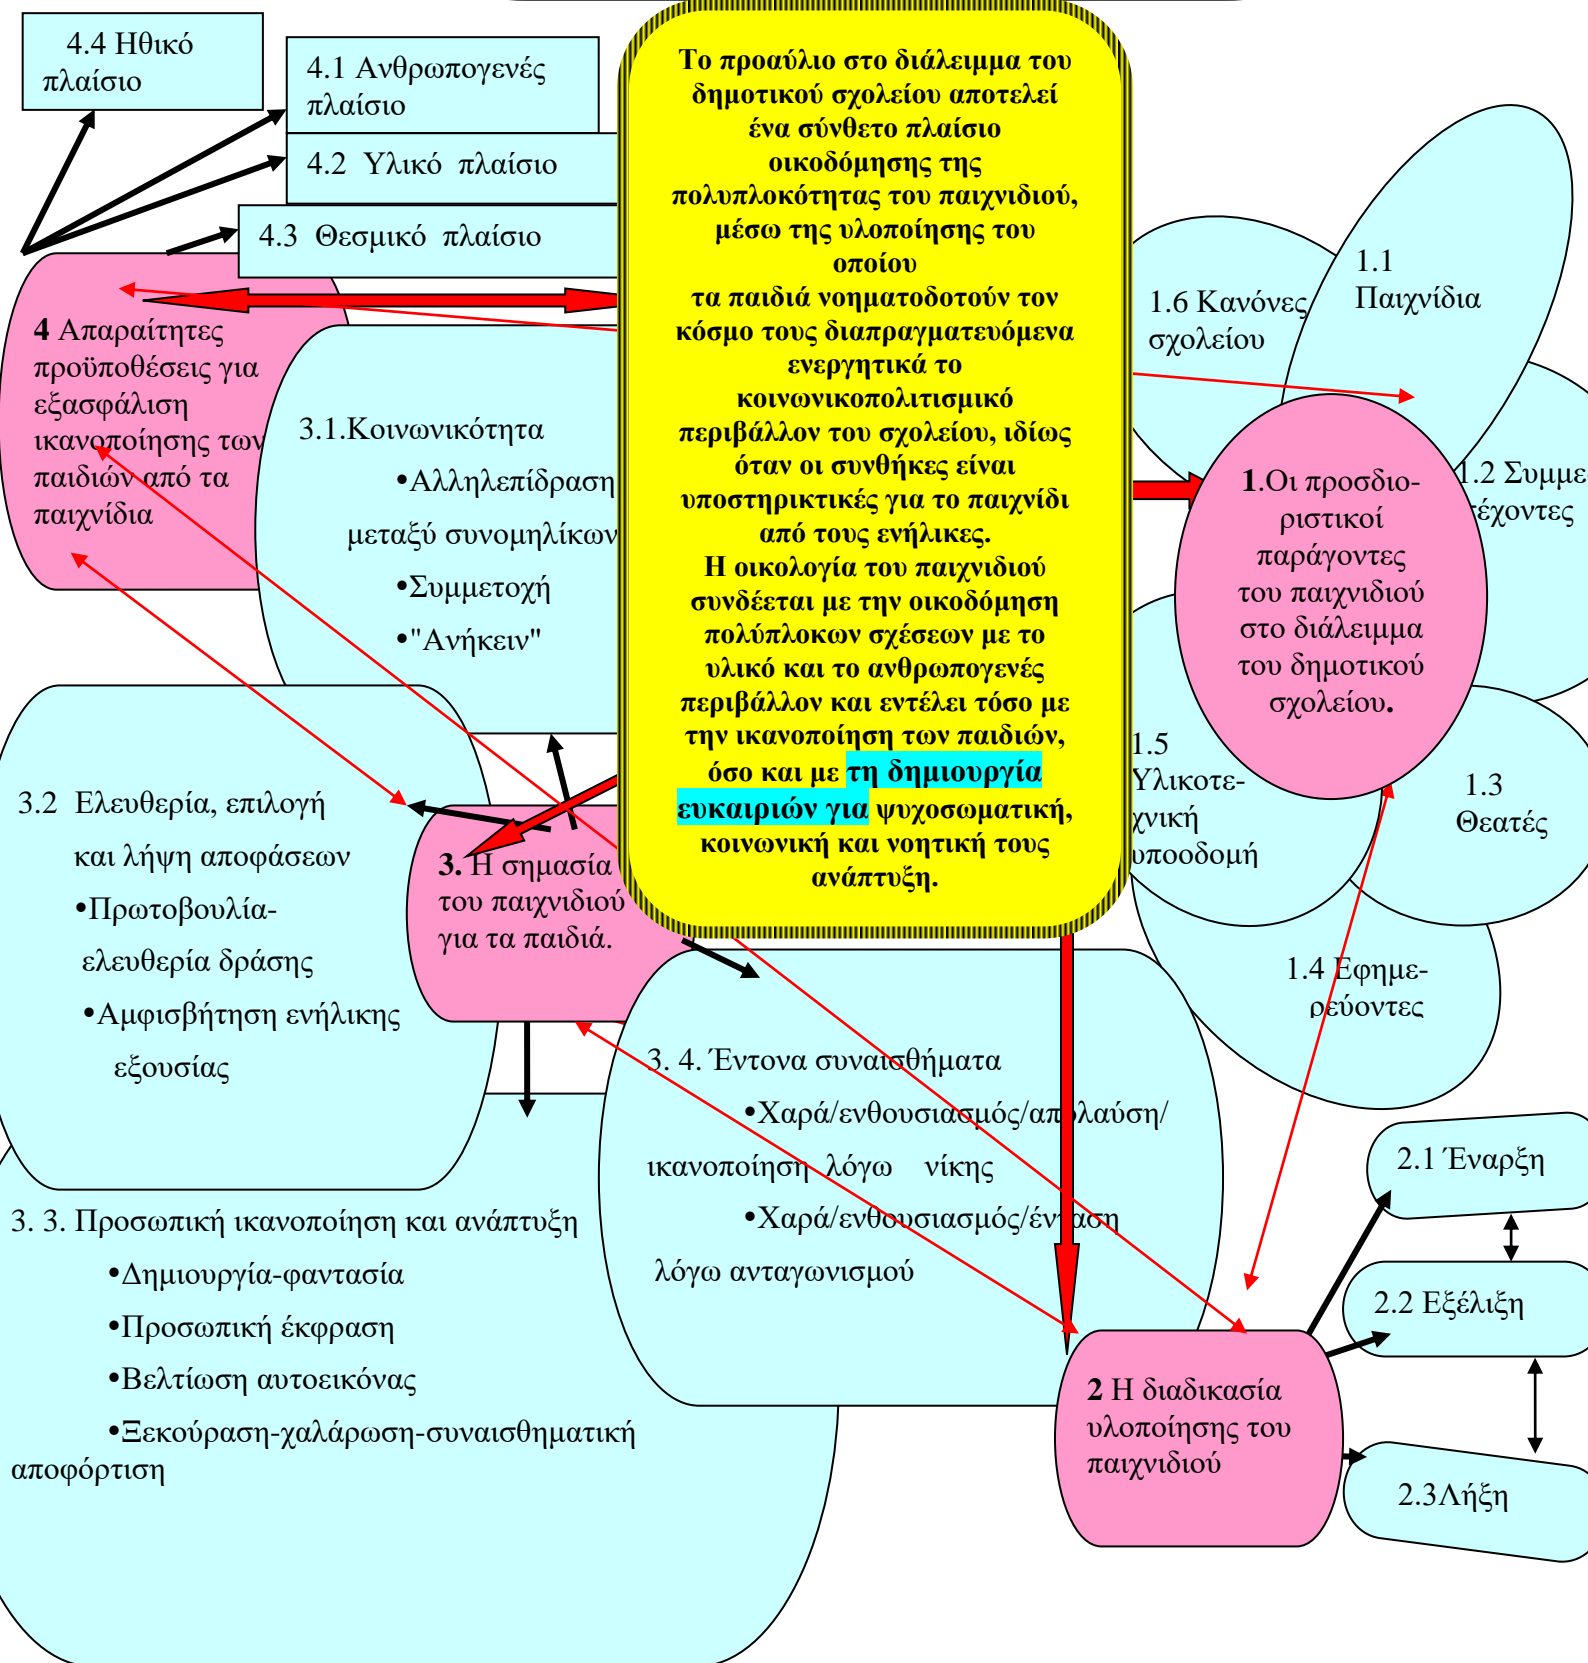 4.4 Ηθικό
πλαίσιο
4.1 Ανθρωπογενές
πλαίσιο
4.2 Υλικό πλαίσιο
4.3 Θεσμικό πλαίσιο
4 Απαραίτητες
προϋποθέσεις για
εξασφάλιση
ικανοποίησης των
παιδιών από τα
παιχνίδια
3.1.Κοινωνικότητα
•Αλληλεπίδραση
μεταξύ συνομηλίκων
•Συμμετοχή
•"Ανήκειν"
Το προαύλιο στο διάλειμμα του
δημοτικού σχολείου αποτελεί
ένα σύνθετο πλαίσιο
οικοδόμησης της
πολυπλοκότητας του παιχνιδιού,
μέσω της υλοποίησης του
οποίου
τα παιδιά νοηματοδοτούν τον
κόσμο τους διαπραγματευόμενα
ενεργητικά το
κοινωνικοπολιτισμικό
περιβάλλον του σχολείου, ιδίως
όταν οι συνθήκες είναι
υποστηρικτικές για το παιχνίδι
από τους ενήλικες.
Η οικολογία του παιχνιδιού
συνδέεται με την οικοδόμηση
πολύπλοκων σχέσεων με το
υλικό και το ανθρωπογενές
περιβάλλον και εντέλει τόσο με
την ικανοποίηση των παιδιών,
όσο και με τη δημιουργία
ευκαιριών για ψυχοσωματική,
κοινωνική και νοητική τους
ανάπτυξη.
1.6 Κανόνες
σχολείου
1.1
Παιχνίδια
1.Οι προσδιο-
ριστικοί
παράγοντες
του παιχνιδιού
στο διάλειμμα
του δημοτικού
σχολείου.
1.2 Συμμε-
τέχοντες
1.5
Υλικοτε-
χνική
υποοδομή
1.3
Θεατές
1.4 Εφημε-
ρεύοντες
3.2 Ελευθερία, επιλογή
και λήψη αποφάσεων
•Πρωτοβουλία-
ελευθερία δράσης
•Αμφισβήτηση ενήλικης
εξουσίας
3. Η σημασία
του παιχνιδιού
για τα παιδιά.
3. 4. Έντονα συναισθήματα
•Χαρά/ενθουσιασμός/απολαύση/
ικανοποίηση λόγω νίκης
•Χαρά/ενθουσιασμός/ένταση
λόγω ανταγωνισμού
3. 3. Προσωπική ικανοποίηση και ανάπτυξη
•Δημιουργία-φαντασία
•Προσωπική έκφραση
•Βελτίωση αυτοεικόνας
•Ξεκούραση-χαλάρωση-συναισθηματική
αποφόρτιση
2 Η διαδικασία
υλοποίησης του
παιχνιδιού
2.1 Έναρξη
2.2 Εξέλιξη
2.3Λήξη